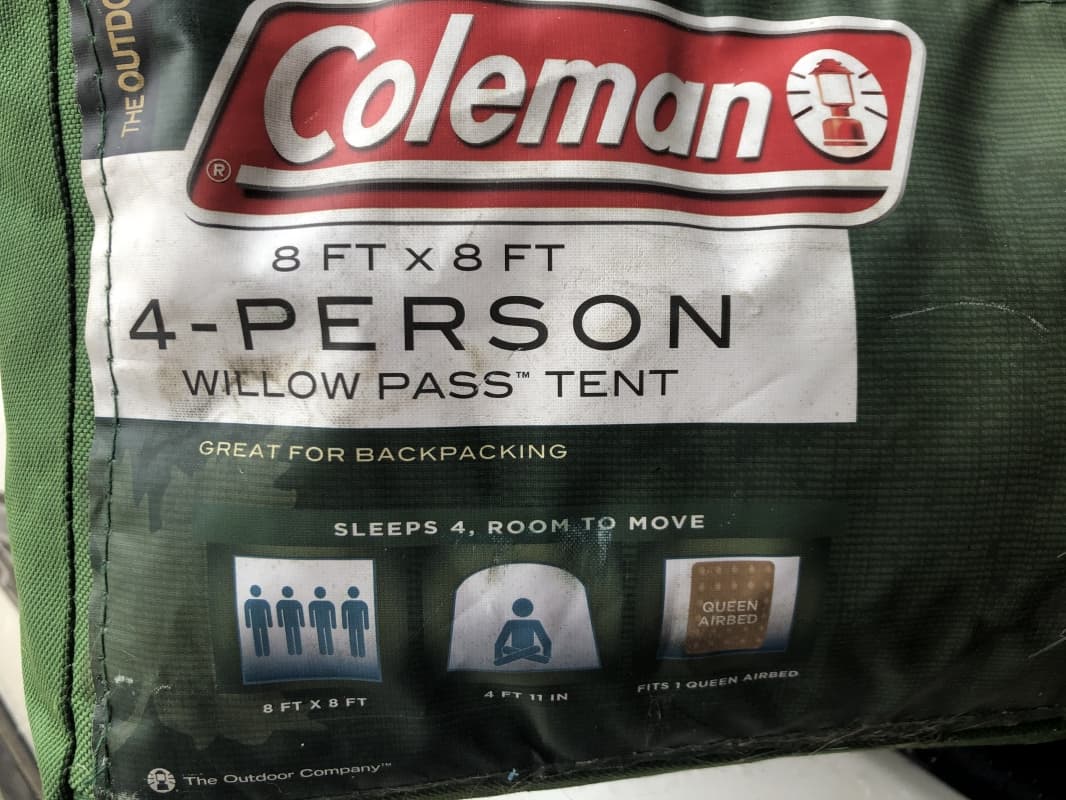 THE OUTDO
Coleman
®
8 FT X 8 FT
4-PERSON
WILLOW PASS™ TENT
GREAT FOR BACKPACKING
SLEEPS 4, ROOM TO MOVE
QUEEN
AIRBED
8 FT X 8 FT
4 FT 11 IN
FITS 1 QUEEN AIRBED
The Outdoor Company™